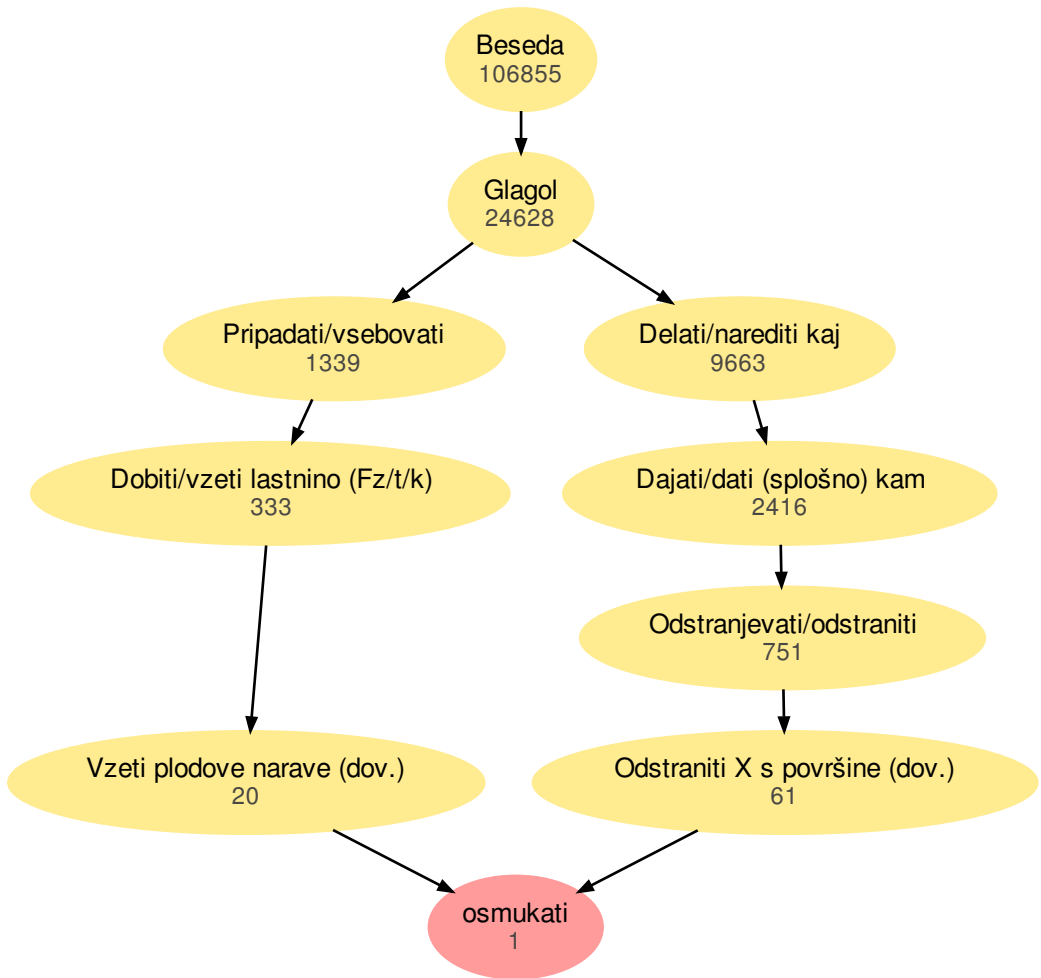 Beseda
106855
Glagol
24628
Pripadati/vsebovati
1339
Delati/narediti kaj
9663
Dobiti/vzeti lastnino (Fz/t/k)
333
Dajati/dati (splošno) kam
2416
Odstranjevati/odstraniti
751
Vzeti plodove narave (dov.)
20
Odstraniti X s površine (dov.)
61
osmukati
1